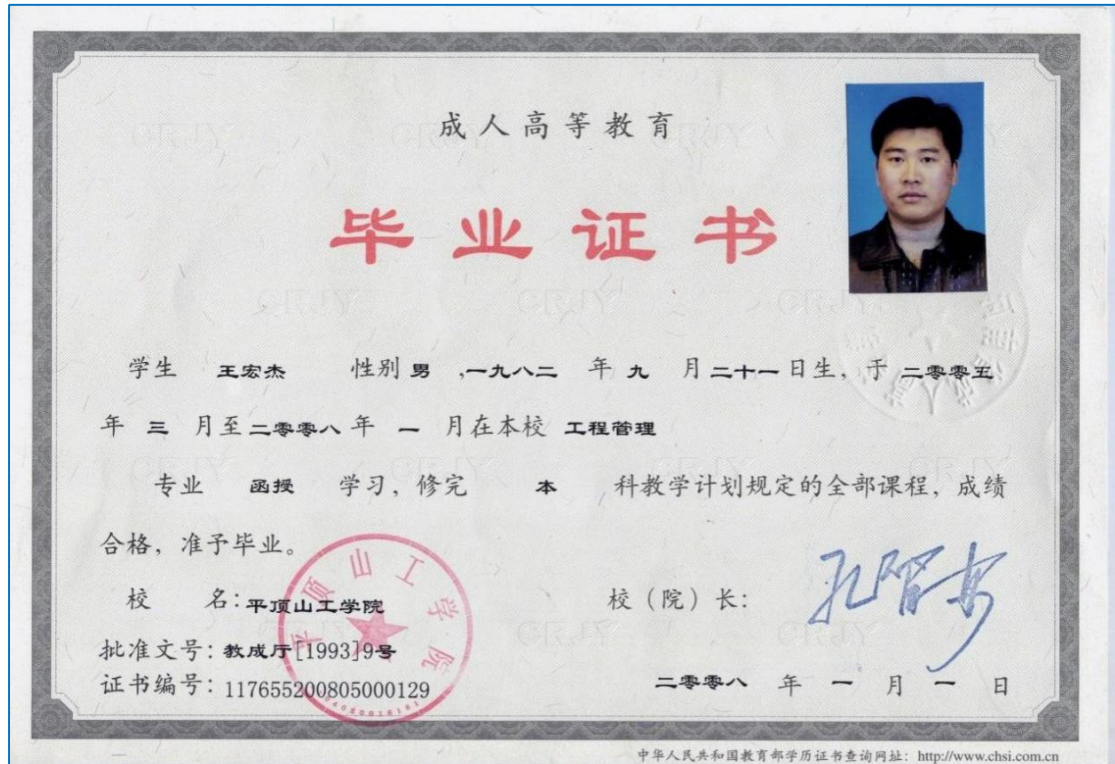 成人高等教育
毕业证书
学生 王宏杰 性别 男 ,一九八二 年 九 月 二十一 日生, 于 二零零五
年 三 月至 二零零八 年 一 月在本校 工程管理
专业 函授 学习, 修完 本 科教学计划规定的全部课程, 成绩
合格, 准予毕业。
校 名: 平顶山工学院
校(院)长:
批准文号: 教成厅[1993]9号
证书编号: 117655200805000129
二零零八 年 一 月 一 日
平顶山工学院
中华人民共和国教育部学历证书查询网址: http://www.chsi.com.cn